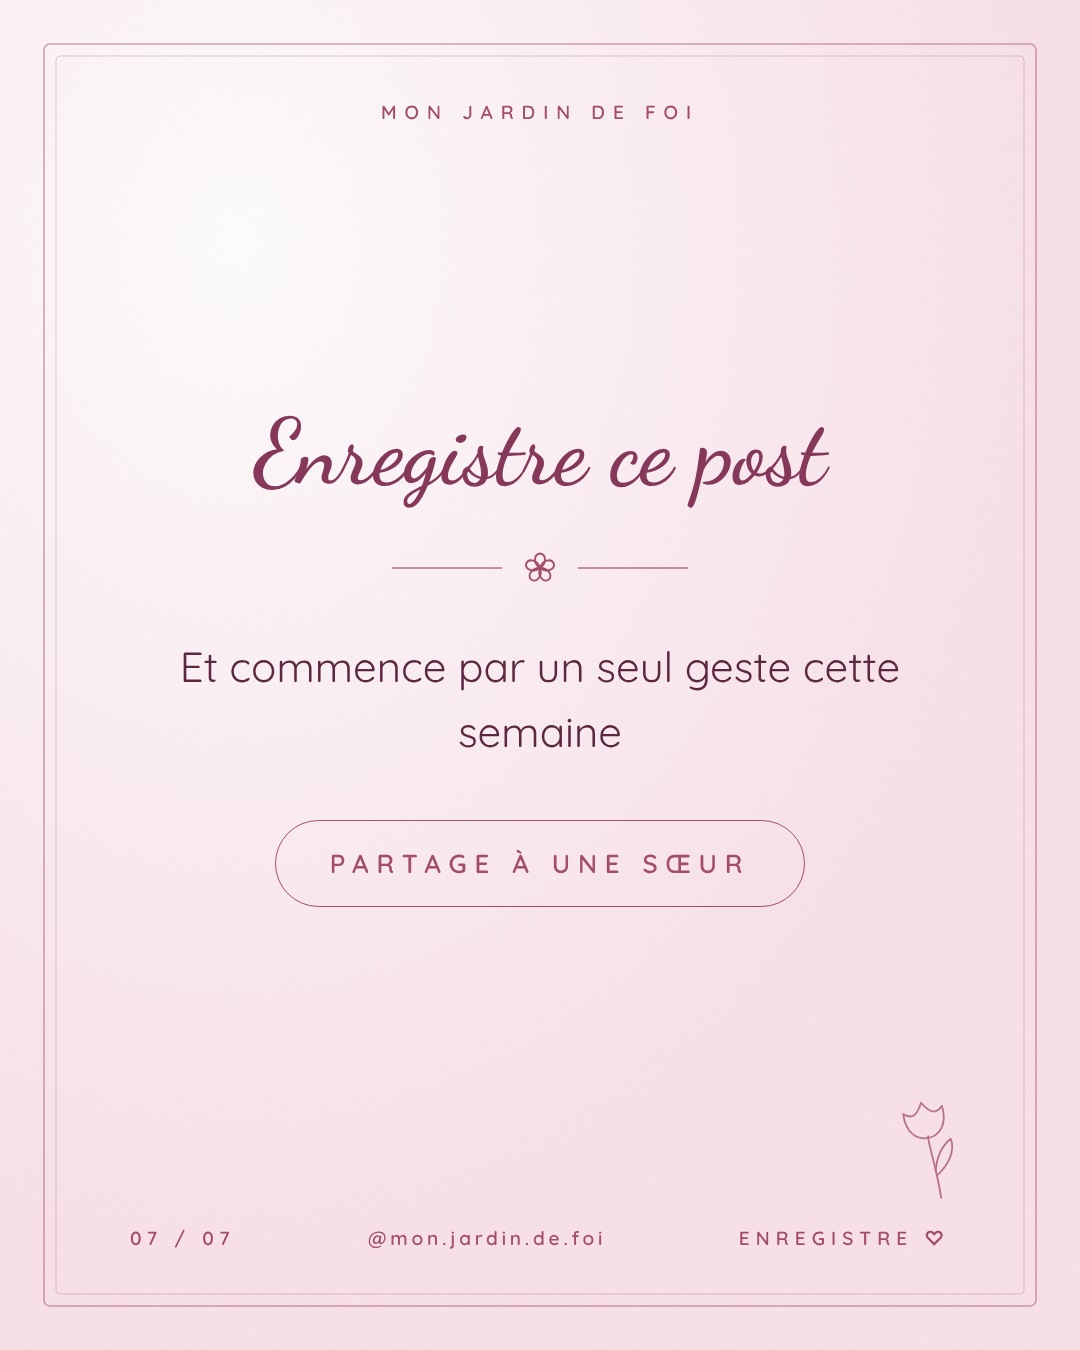 MON JARDIN DE FOI
Enregistre ce post
Et commence par un seul geste cette
semaine
PARTAGE À UNE SŒUR
07 / 07
@mon.jardin.de.foi
ENREGISTRE ♡